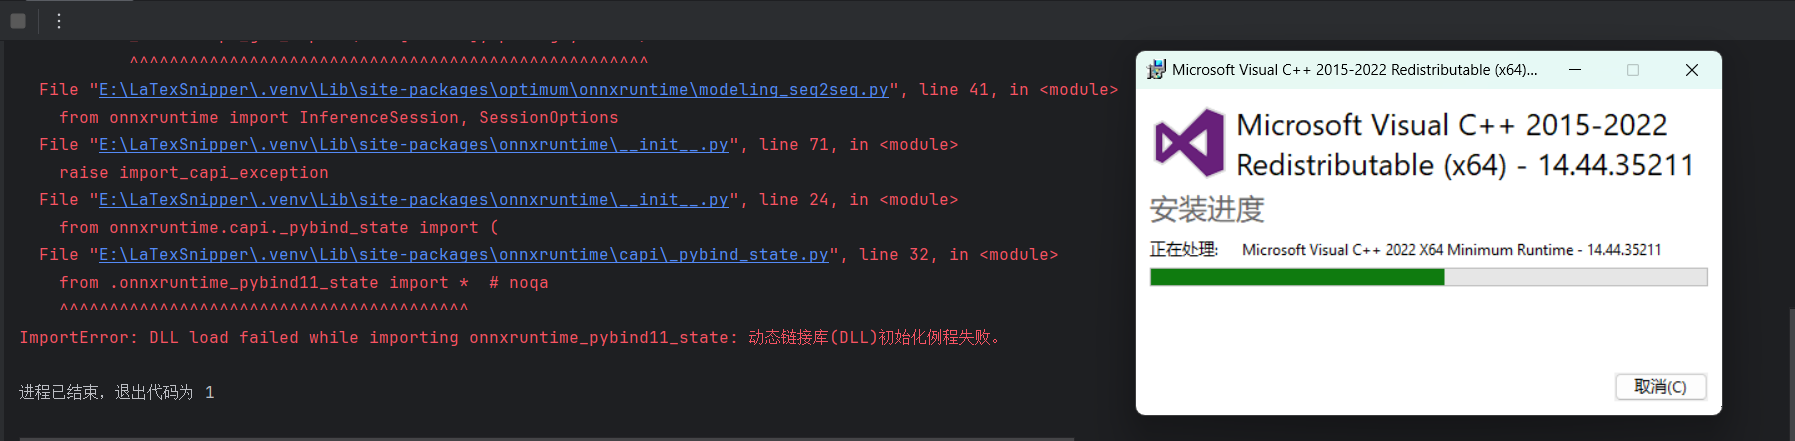 ^^^^^^^^^^^^^^^^^^^^^^^^^^^^^^^^^^^^^^^^^^^^^^^^^^^^
File "E:\LaTexSnipper\.venv\Lib\site-packages\optimum\onnxruntime\modeling_seq2seq.py", line 41, in <module>
from onnxruntime import InferenceSession, SessionOptions
File "E:\LaTexSnipper\.venv\Lib\site-packages\onnxruntime\__init__.py", line 71, in <module>
raise import_capi_exception
File "E:\LaTexSnipper\.venv\Lib\site-packages\onnxruntime\__init__.py", line 24, in <module>
from onnxruntime.capi._pybind_state import (
File "E:\LaTexSnipper\.venv\Lib\site-packages\onnxruntime\capi\_pybind_state.py", line 32, in <module>
from .onnxruntime_pybind11_state import *  # noqa
^^^^^^^^^^^^^^^^^^^^^^^^^^^^^^^^^^^^^^^^^
ImportError: DLL load failed while importing onnxruntime_pybind11_state: 动态链接库(DLL)初始化例程失败。
进程已结束，退出代码为 1
Microsoft Visual C++ 2015-2022 Redistributable (x64)...
Microsoft Visual C++ 2015-2022
Redistributable (x64) - 14.44.35211
安装进度
正在处理: Microsoft Visual C++ 2022 X64 Minimum Runtime - 14.44.35211
取消(C)